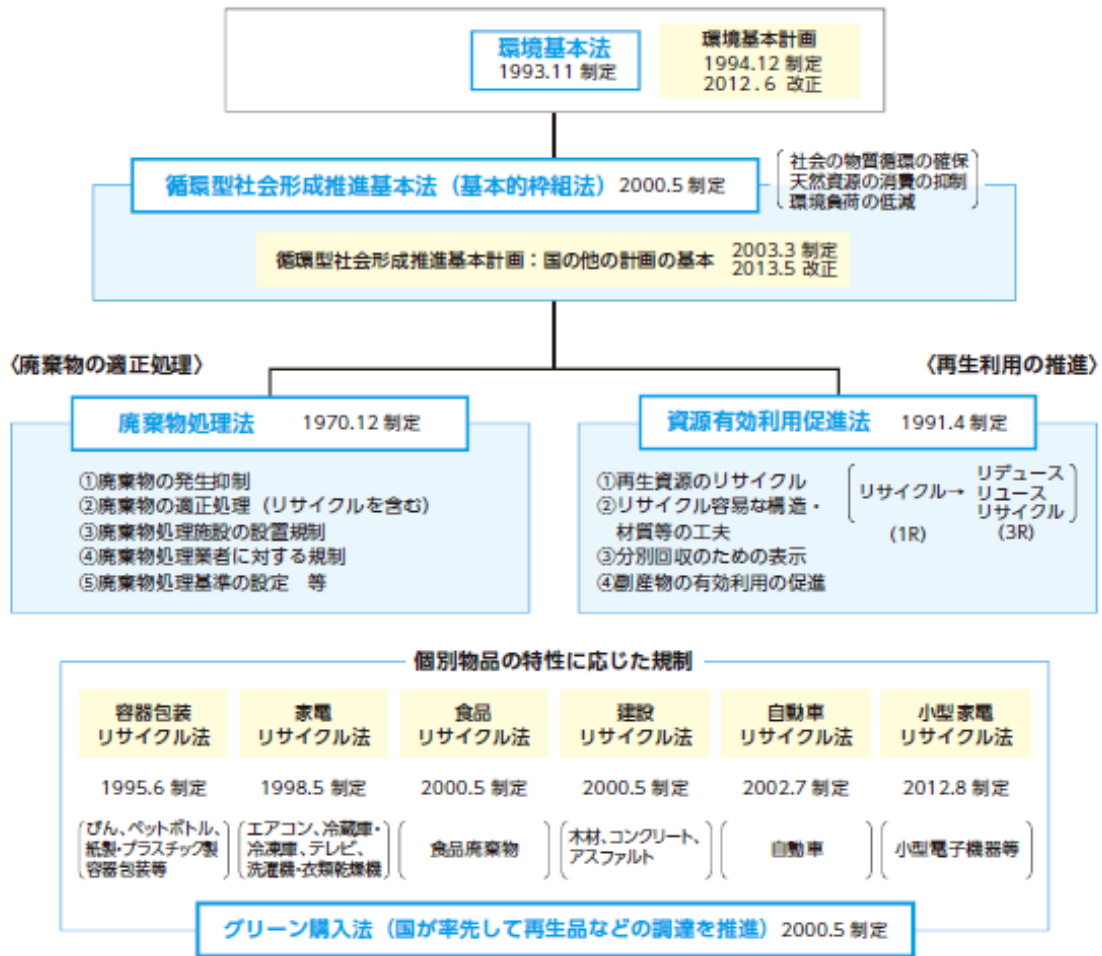 環境基本法
1993.11 制定
環境基本計画
1994.12 制定
2012.6 改正
循環型社会形成推進基本法（基本的枠組法） 2000.5 制定
社会の物質循環の確保
天然資源の消費の抑制
環境負荷の低減
循環型社会形成推進基本計画：国の他の計画の基本
2003.3 制定
2013.5 改正
〈廃棄物の適正処理〉
〈再生利用の推進〉
廃棄物処理法 1970.12 制定
①廃棄物の発生抑制
②廃棄物の適正処理（リサイクルを含む）
③廃棄物処理施設の設置規制
④廃棄物処理業者に対する規制
⑤廃棄物処理基準の設定　等
資源有効利用促進法 1991.4 制定
①再生資源のリサイクル
②リサイクル容易な構造・
材質等の工夫
③分別回収のための表示
④副産物の有効利用の促進
リサイクル→
(1R)
リデュース
リユース
リサイクル
(3R)
個別物品の特性に応じた規制
容器包装
リサイクル法
1995.6 制定
びん、ペットボトル、
紙製・プラスチック製
容器包装等
家電
リサイクル法
1998.5 制定
エアコン、冷蔵庫・
冷凍庫、テレビ、
洗濯機・衣類乾燥機
食品
リサイクル法
2000.5 制定
食品廃棄物
建設
リサイクル法
2000.5 制定
木材、コンクリート、
アスファルト
自動車
リサイクル法
2002.7 制定
自動車
小型家電
リサイクル法
2012.8 制定
小型電子機器等
グリーン購入法（国が率先して再生品などの調達を推進） 2000.5 制定